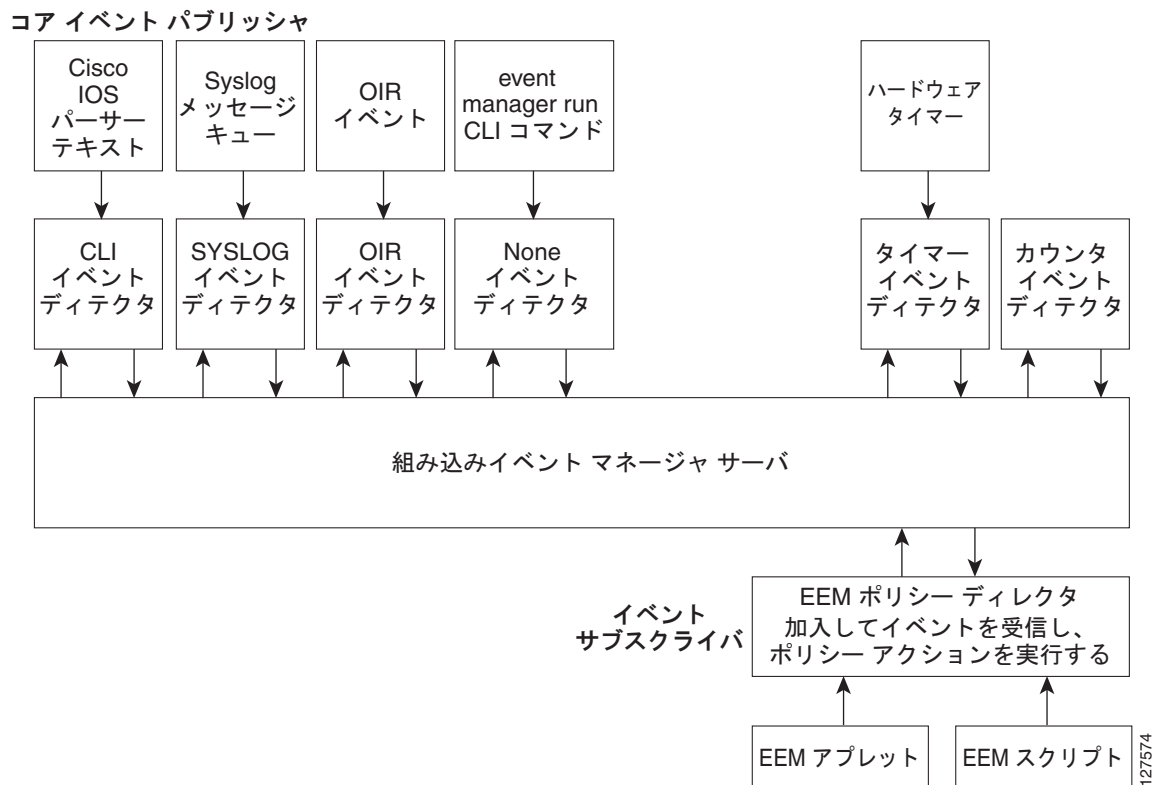 コア イベント パブリッシャ
Cisco
IOS
パーサー
テキスト
Syslog
メッセージ
キュー
OIR
イベント
event
manager run
CLI コマンド
ハードウェア
タイマー
CLI
イベント
ディテクタ
SYSLOG
イベント
ディテクタ
OIR
イベント
ディテクタ
None
イベント
ディテクタ
タイマー
イベント
ディテクタ
カウンタ
イベント
ディテクタ
組み込みイベント マネージャ サーバ
イベント
サブスクライバ
EEM ポリシー ディレクタ
加入してイベントを受信し、
ポリシー アクションを実行する
EEM アプレット
EEM スクリプト
127574